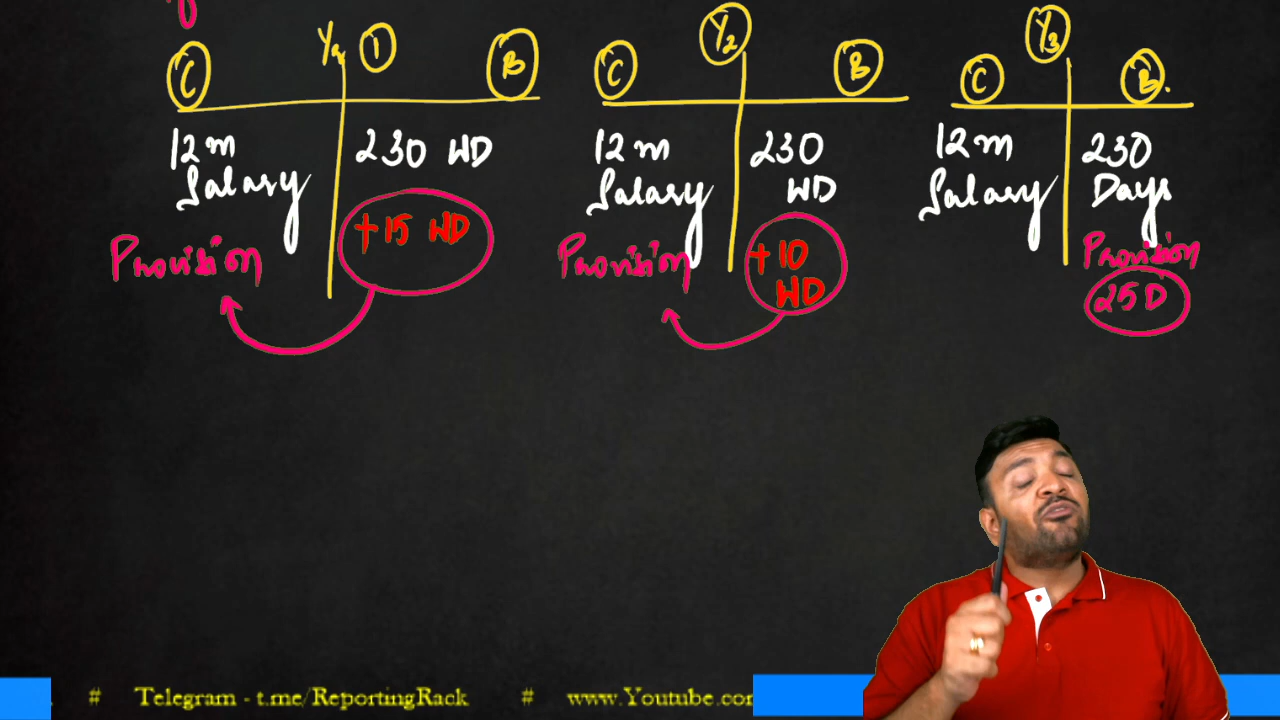 C Y1 1 B
12m Salary
230 WD
+15 WD
Provision
C Y2 B
12m Salary
230 WD
+10 WD
Provision
C Y3 B.
12m Salary
230 Days
Provision
25D
# Telegram - t.me/ReportingRack # www.Youtube.co